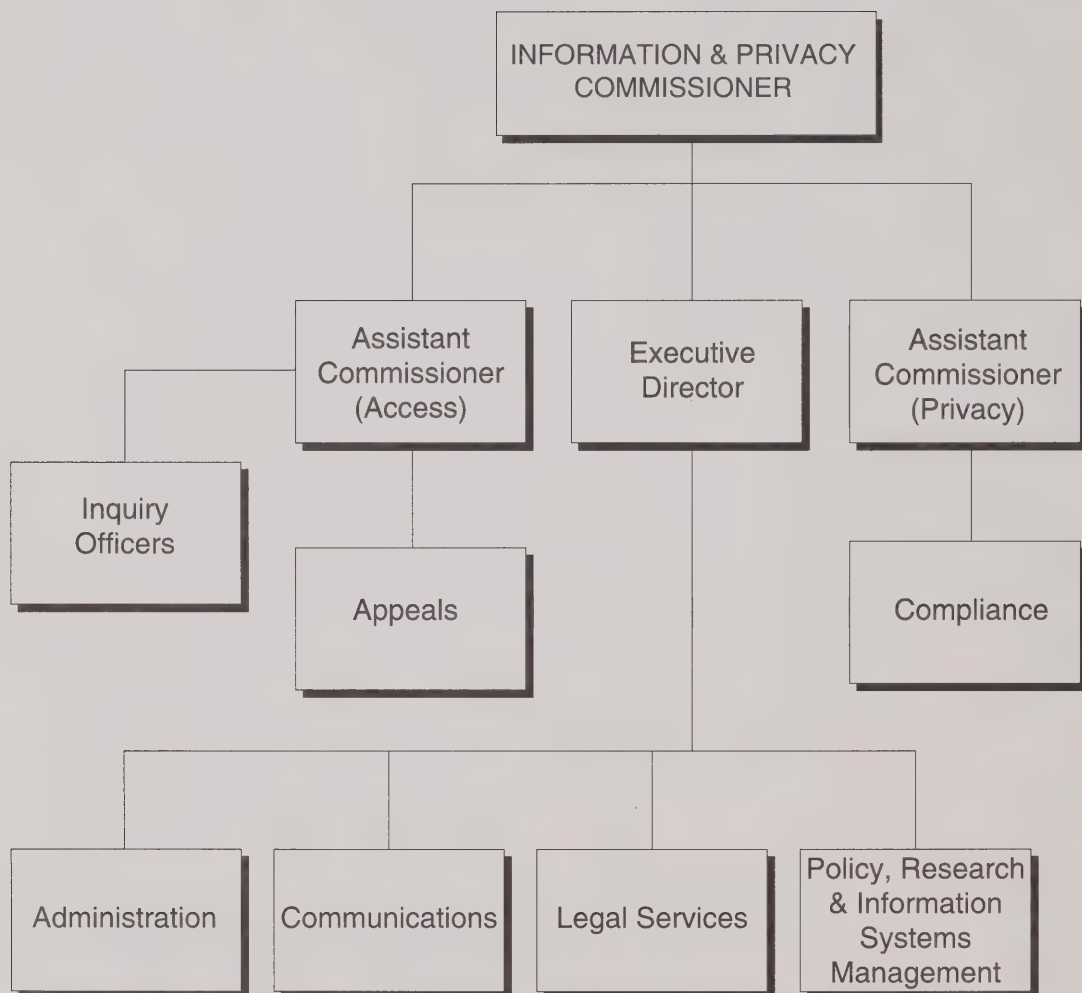 INFORMATION & PRIVACY
COMMISSIONER
Assistant
Commissioner
(Access)
Executive
Director
Assistant
Commissioner
(Privacy)
Inquiry
Officers
Appeals
Compliance
Administration
Communications
Legal Services
Policy, Research
& Information
Systems
Management